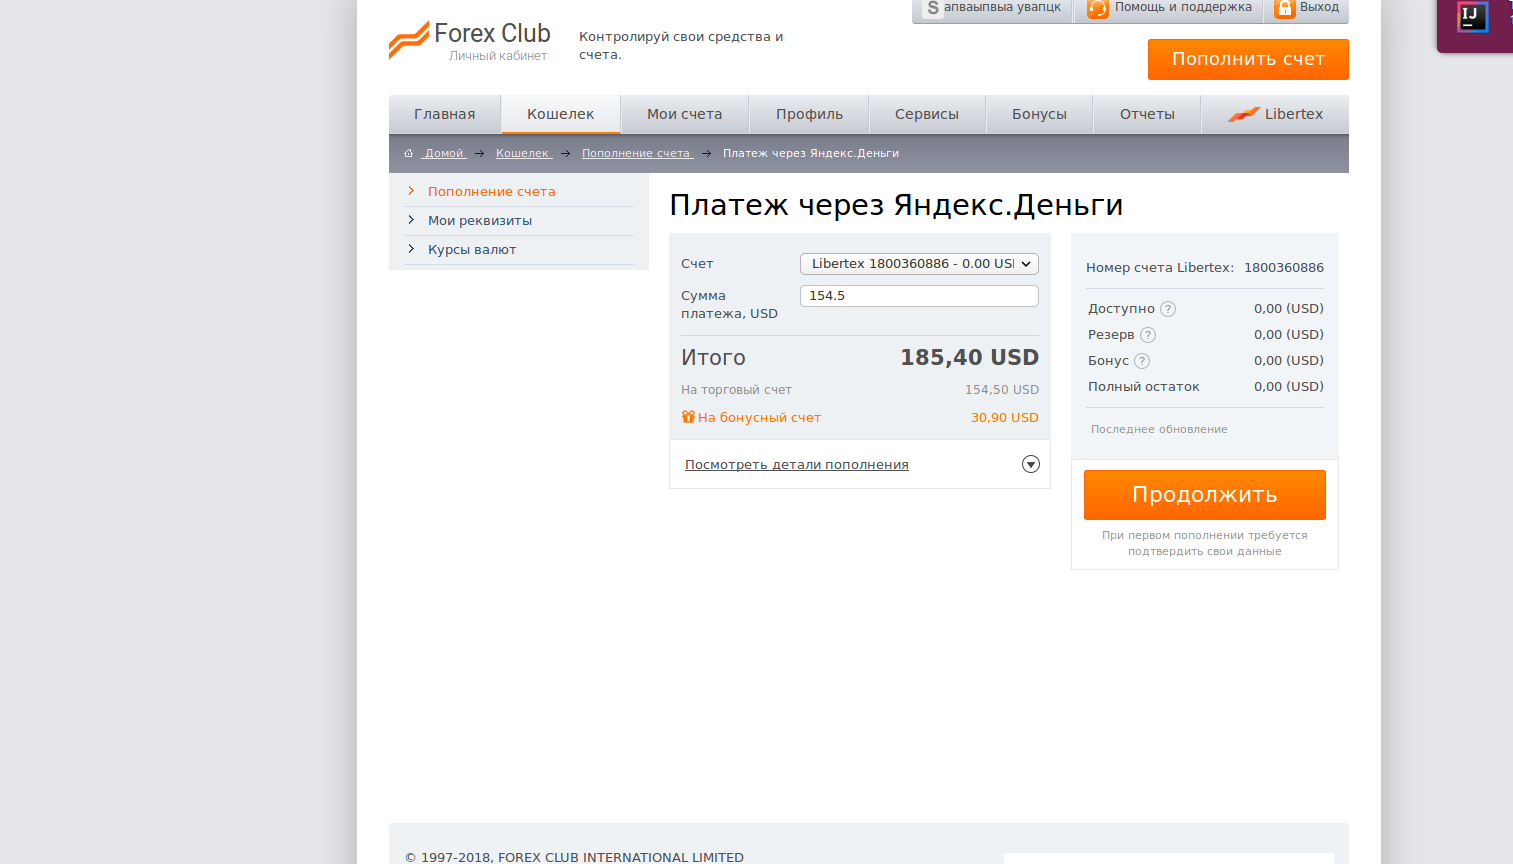 S апваыпвыа увапцк
Помощь и поддержка
Выход
Forex Club
Личный кабинет
Контролируй свои средства и
счета.
Пополнить счет
IJ
Главная
Кошелек
Мои счета
Профиль
Сервисы
Бонусы
Отчеты
Libertex
Домой → Кошелек → Пополнение счета → Платеж через Яндекс.Деньги
Пополнение счета
Мои реквизиты
Курсы валют
Платеж через Яндекс.Деньги
Счет
Libertex 1800360886 - 0.00 USI
Сумма
платежа, USD
154.5
Итого 185,40 USD
На торговый счет 154,50 USD
На бонусный счет 30,90 USD
Посмотреть детали пополнения
Номер счета Libertex: 1800360886
Доступно ? 0,00 (USD)
Резерв ? 0,00 (USD)
Бонус ? 0,00 (USD)
Полный остаток 0,00 (USD)
Последнее обновление
Продолжить
При первом пополнении требуется
подтвердить свои данные
© 1997-2018, FOREX CLUB INTERNATIONAL LIMITED